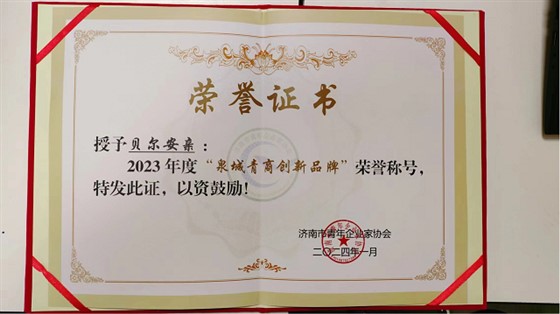 荣誉证书
授予贝尔安亲：
2023年度“泉城青商创新品牌”荣誉称号，
特发此证，以资鼓励！
济南市青年企业家协会
二〇二四年一月